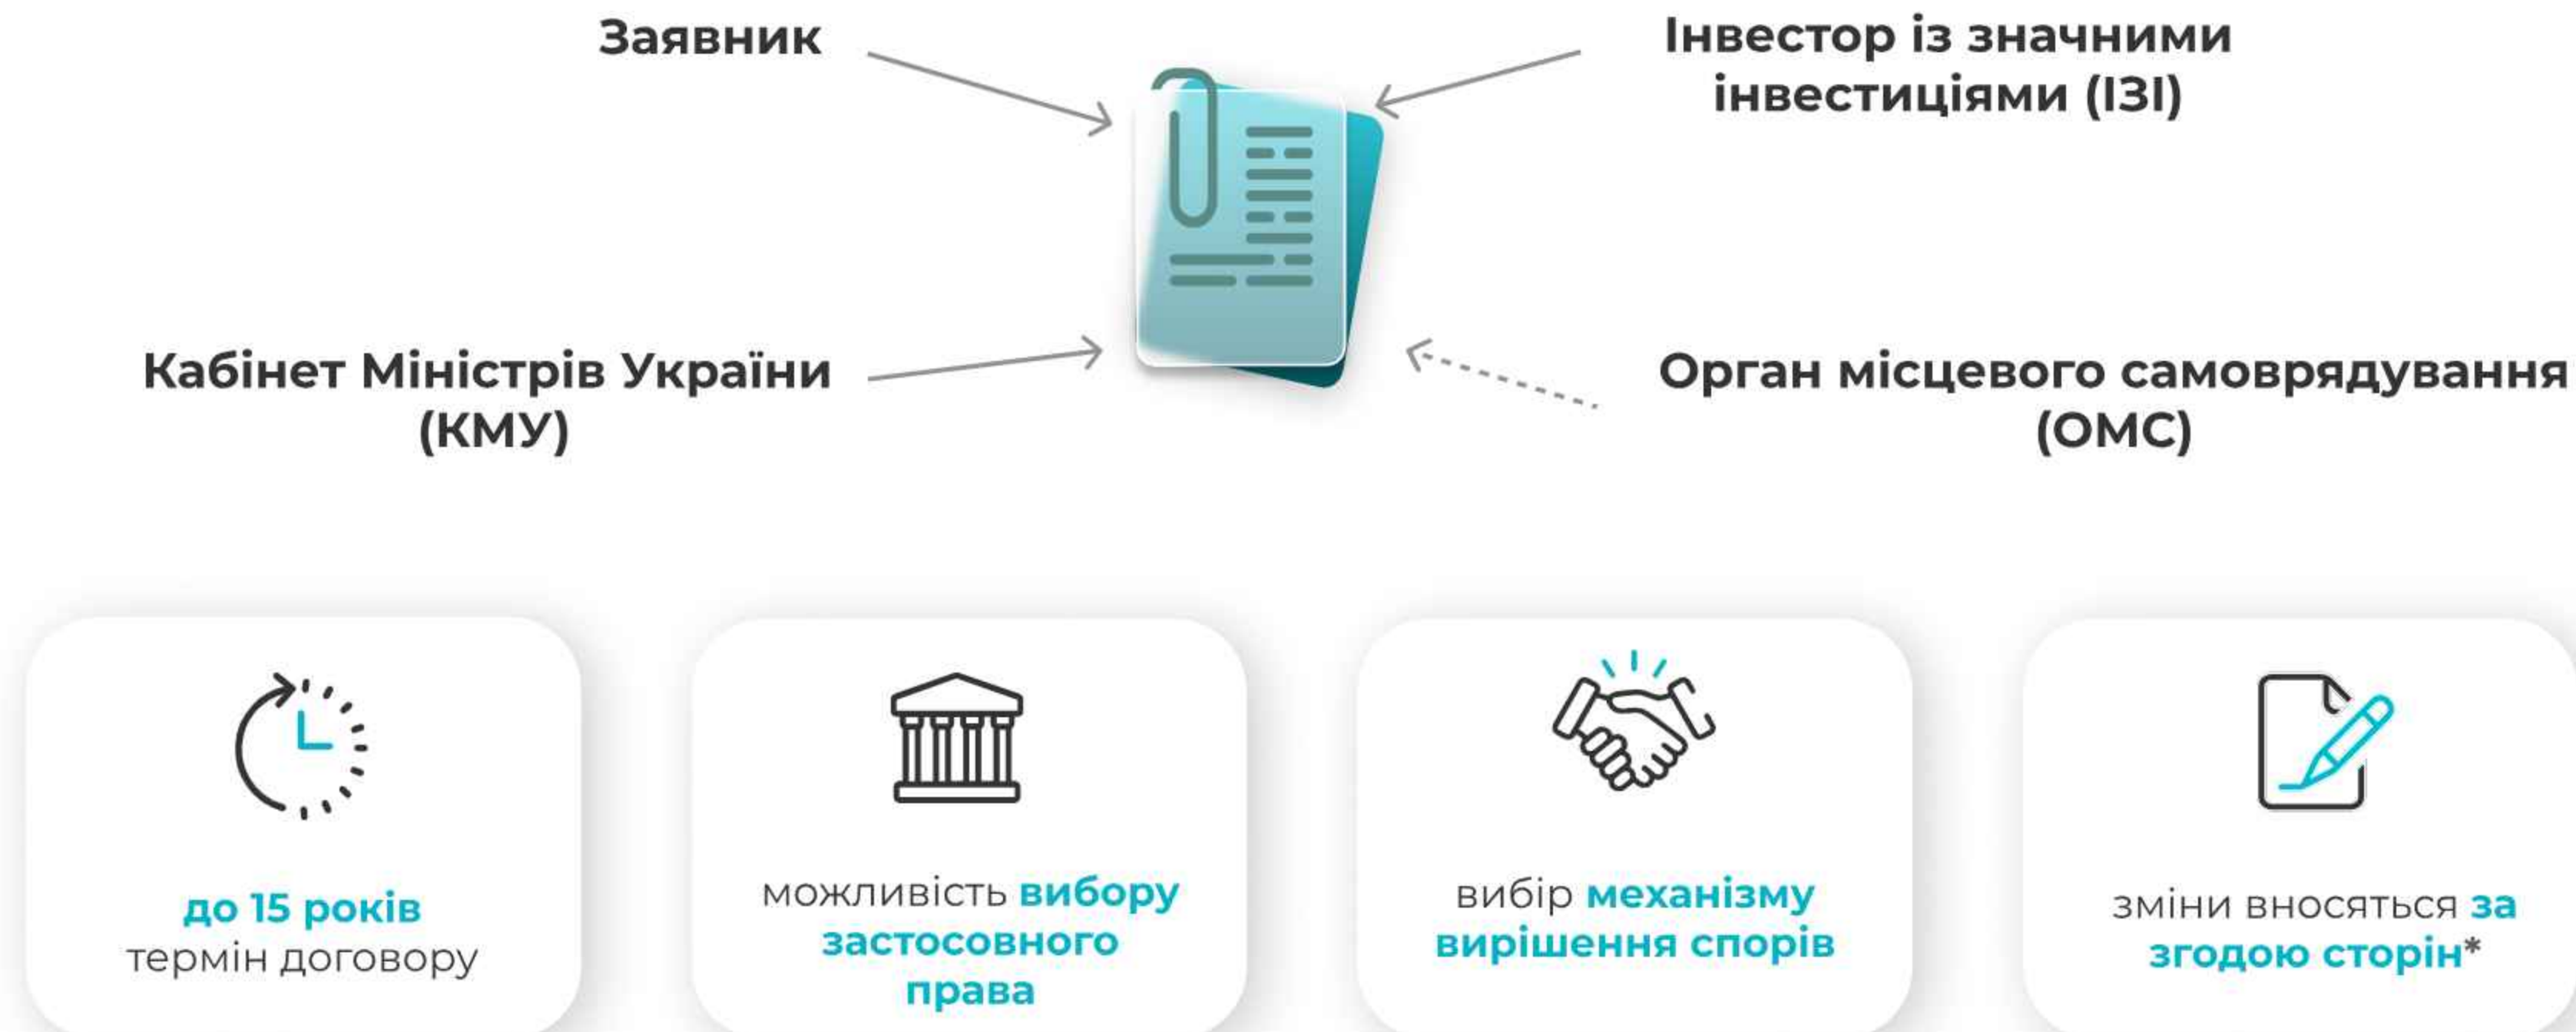 Заявник
Інвестор із значними
інвестиціями (ІЗІ)
Кабінет Міністрів України
(КМУ)
Орган місцевого самоврядування
(ОМС)
до 15 років
термін договору
можливість вибору
застосовного
права
вибір механізму
вирішення спорів
зміни вносяться за
згодою сторін*